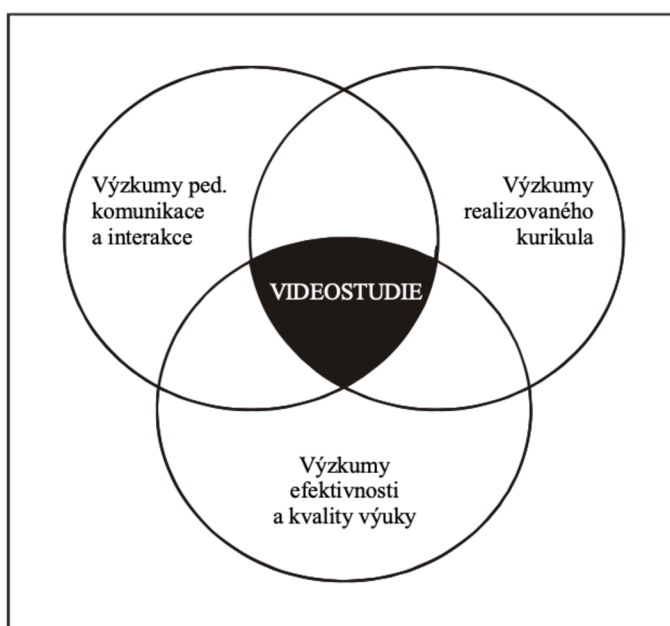 Výzkumy ped.
komunikace
a interakce
Výzkumy
realizovaného
kurikula
VIDEOSTUDIE
Výzkumy
efektivnosti
a kvality výuky